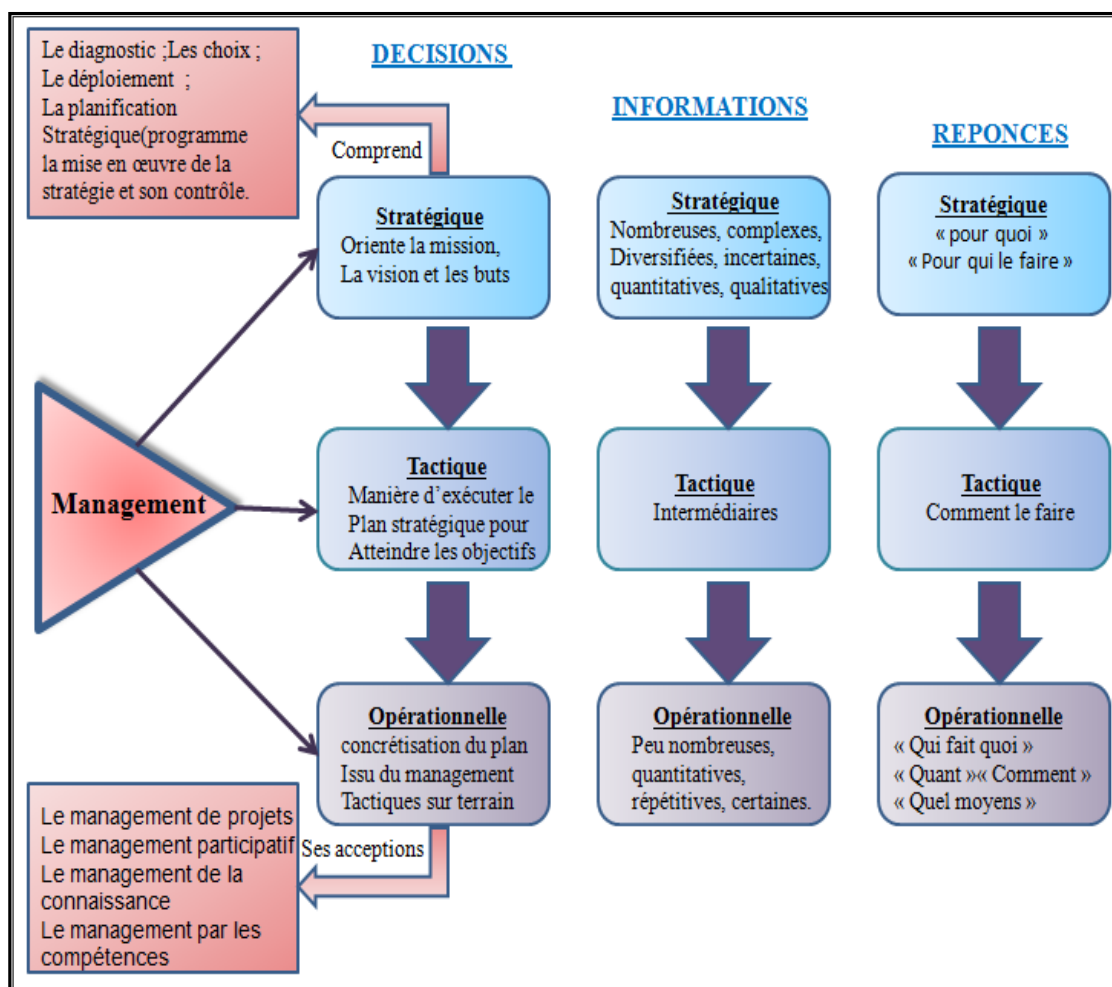 Le diagnostic ;Les choix ;
Le déploiement ;
La planification
Stratégique(programme
la mise en œuvre de la
stratégie et son contrôle.
DECISIONS
INFORMATIONS
REPONCES
Comprend
Stratégique
Oriente la mission,
La vision et les buts
Stratégique
Nombreuses, complexes,
Diversifiées, incertaines,
quantitatives, qualitatives
Stratégique
« pour quoi »
« Pour qui le faire »
Management
Tactique
Manière d’exécuter le
Plan stratégique pour
Atteindre les objectifs
Tactique
Intermédiaires
Tactique
Comment le faire
Opérationnelle
concrétisation du plan
Issu du management
Tactiques sur terrain
Opérationnelle
Peu nombreuses,
quantitatives,
répétitives, certaines.
Opérationnelle
« Qui fait quoi »
« Quant »« Comment »
« Quel moyens »
Ses acceptions
Le management de projets
Le management participatif
Le management de la
connaissance
Le management par les
compétences